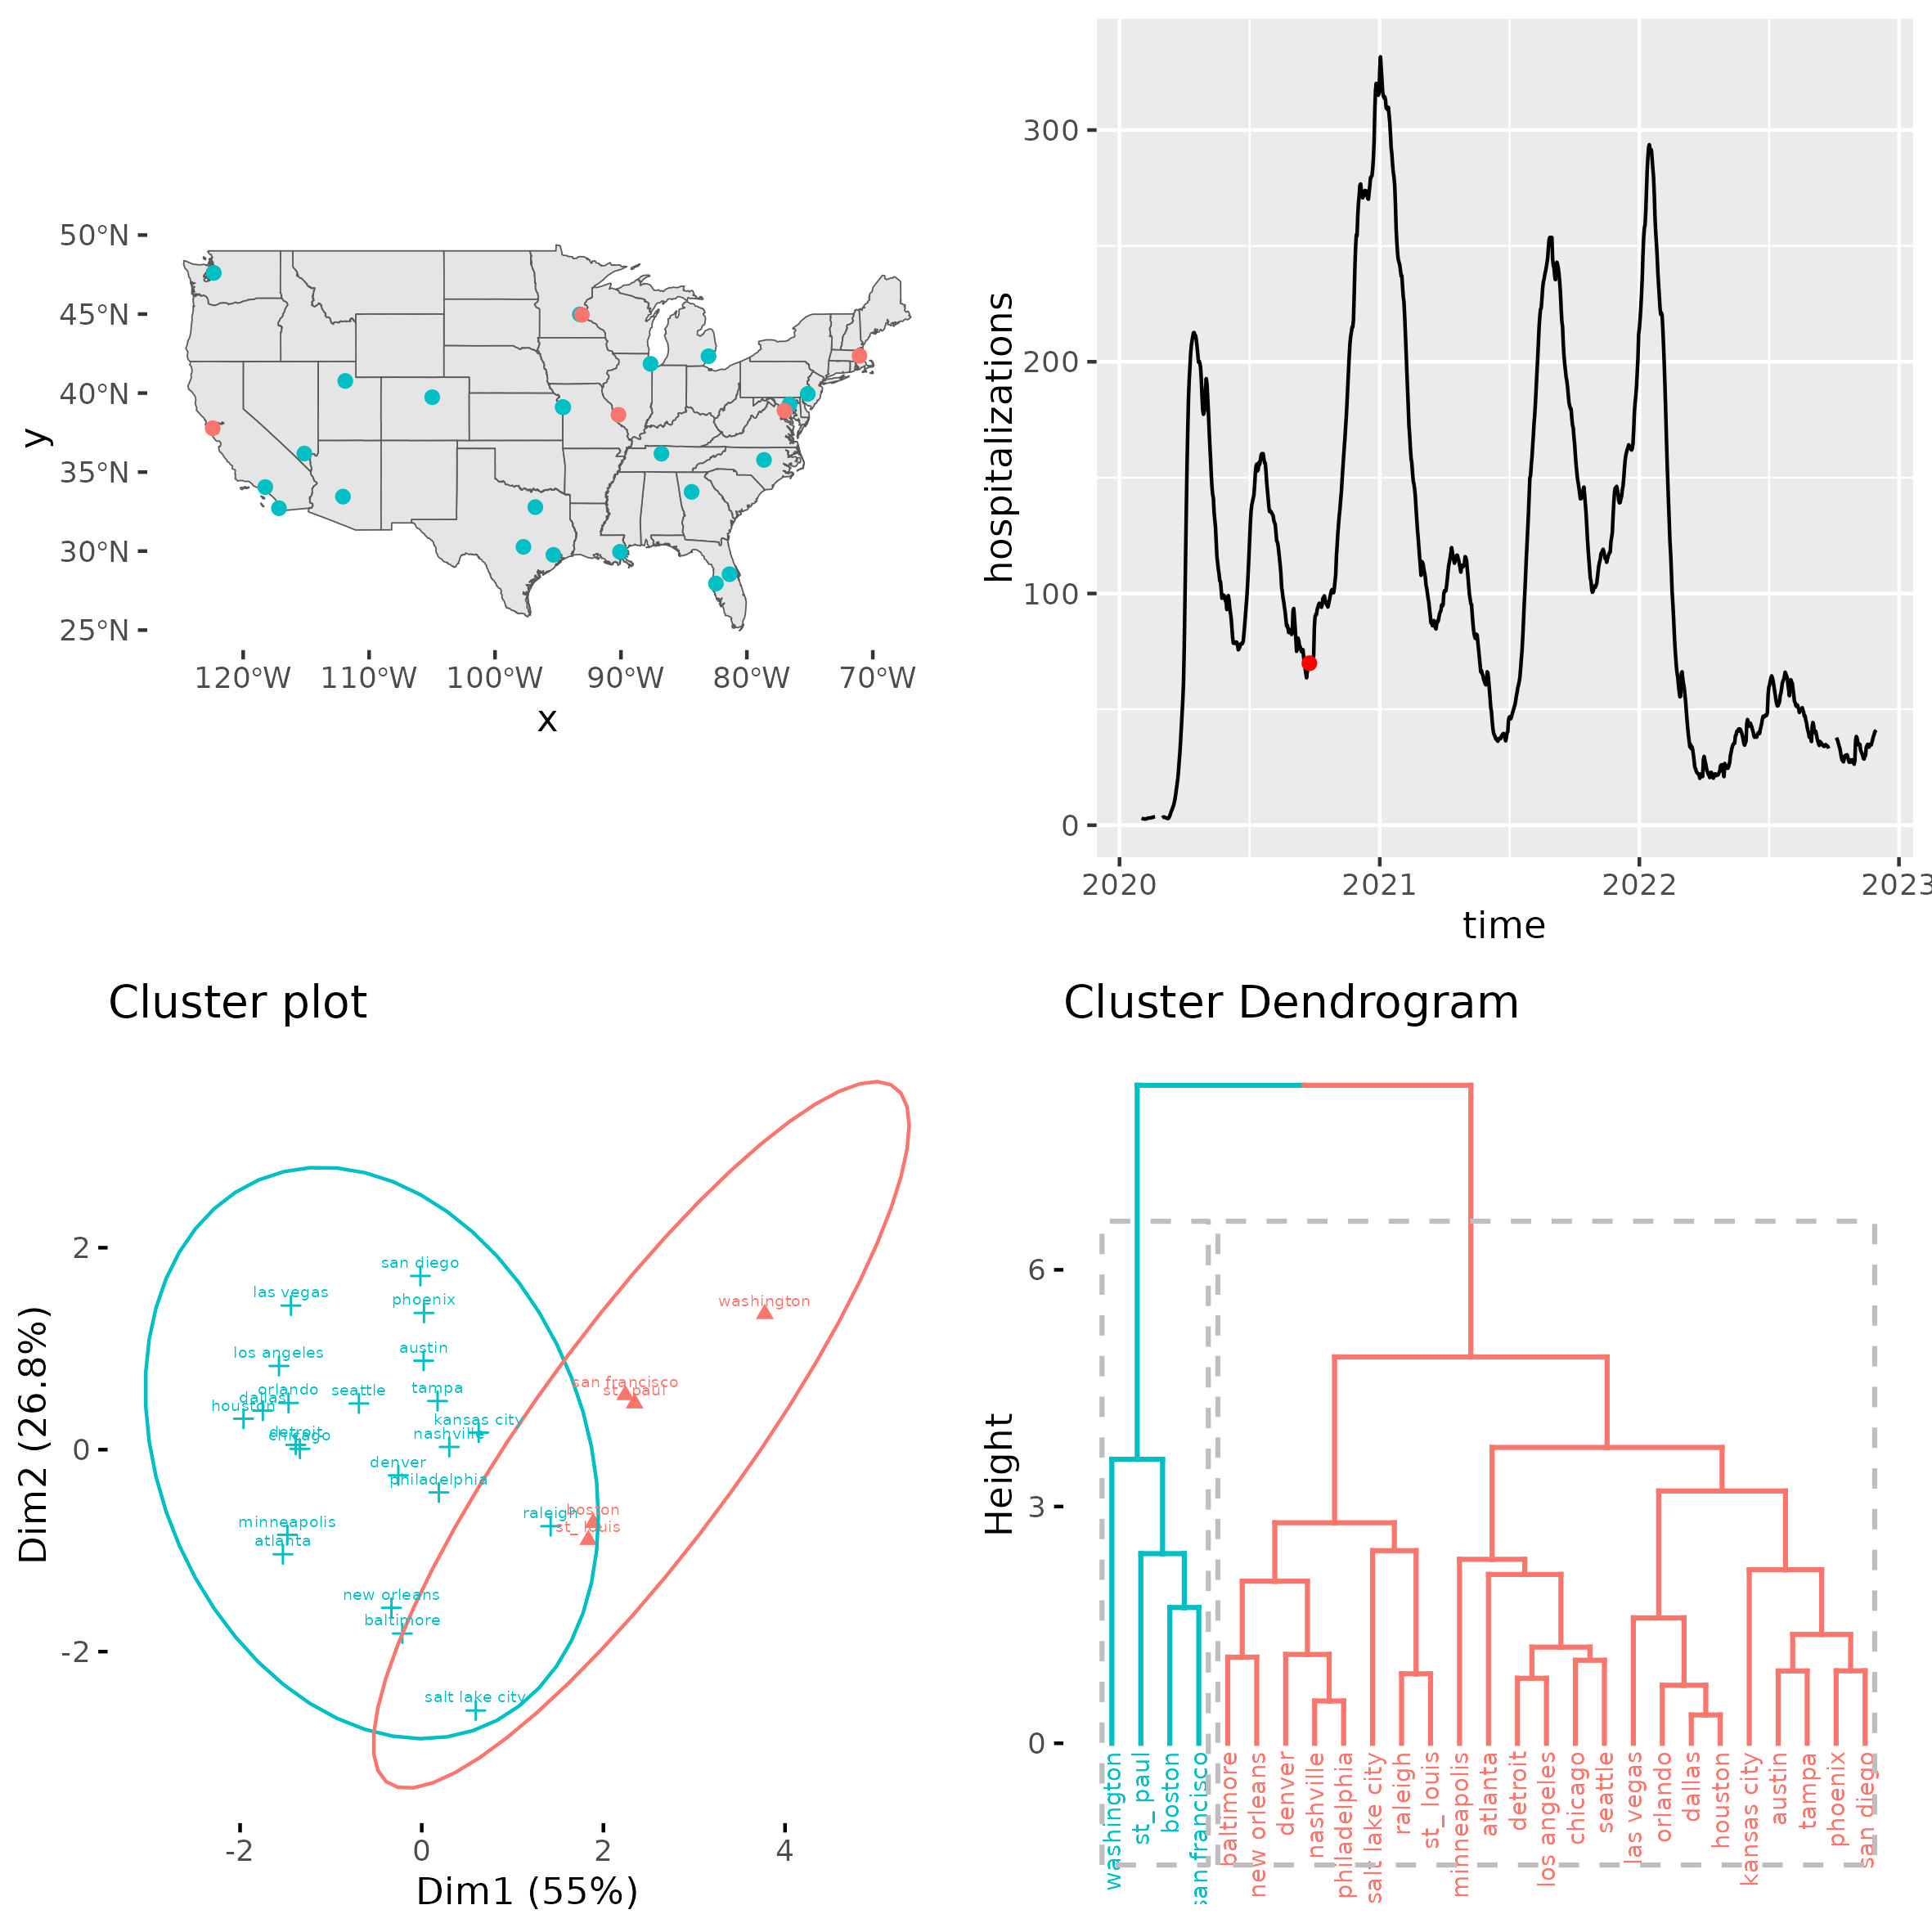 50°N
45°N
40°N
35°N
30°N
25°N
y
120°W 110°W 100°W 90°W 80°W 70°W
x
300
200
100
0
hospitalizations
2020 2021 2022 2023
time
Cluster plot
2
0
-2
Dim2 (26.8%)
san diego
las vegas
phoenix
washington
austin
los angeles
san francisco
st_paul
orlando
seattle
tampa
dallas
houston
kansas city
detroit
chicago
nashville
denver
philadelphia
boston
raleigh
st_louis
minneapolis
atlanta
new orleans
baltimore
salt lake city
-2 0 2 4
Dim1 (55%)
Cluster Dendrogram
6
3
0
Height
washington
st_paul
boston
san francisco
baltimore
new orleans
denver
nashville
philadelphia
salt lake city
raleigh
st_louis
minneapolis
atlanta
detroit
los angeles
chicago
seattle
las vegas
orlando
dallas
houston
kansas city
austin
tampa
phoenix
san diego